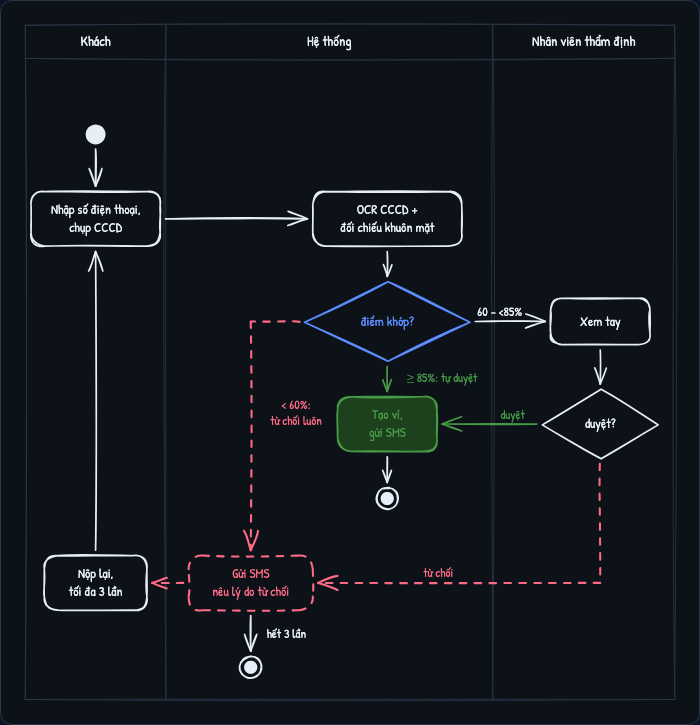 Khách
Hệ thống
Nhân viên thẩm định
Nhập số điện thoại,
chụp CCCD
OCR CCCD +
đối chiếu khuôn mặt
điểm khớp?
60 – <85%
Xem tay
≥ 85%: tự duyệt
< 60%:
từ chối luôn
Tạo ví,
gửi SMS
duyệt
duyệt?
Nộp lại,
tối đa 3 lần
Gửi SMS
nêu lý do từ chối
từ chối
hết 3 lần